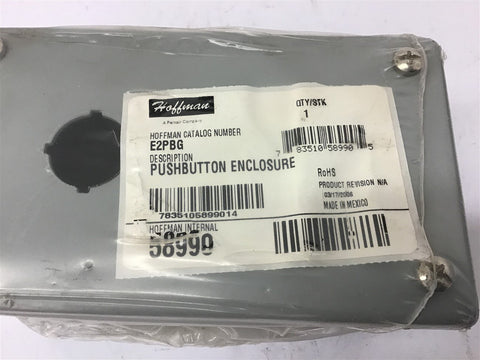 Hoffman
A Pentair Company
QTY/STK
1
HOFFMAN CATALOG NUMBER
E2PBG
DESCRIPTION
PUSHBUTTON ENCLOSURE
7 83510 58990 5
RoHS
PRODUCT REVISION N/A
MADE IN MEXICO
7835105899014
HOFFMAN INTERNAL
58990